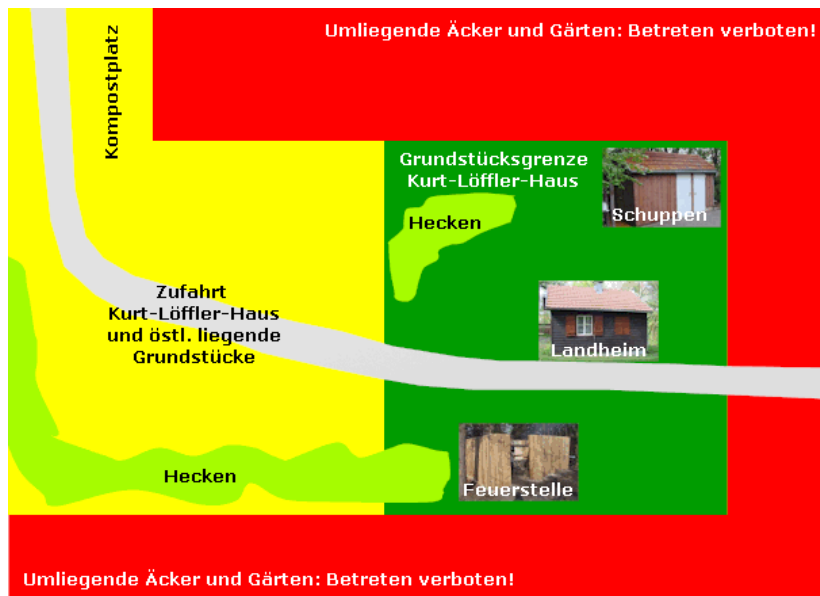 Umliegende Äcker und Gärten: Betreten verboten!
Kompostplatz
Grundstücksgrenze
Kurt-Löffler-Haus
Schuppen
Hecken
Zufahrt
Kurt-Löffler-Haus
und östl. liegende
Grundstücke
Landheim
Hecken
Feuerstelle
Umliegende Äcker und Gärten: Betreten verboten!